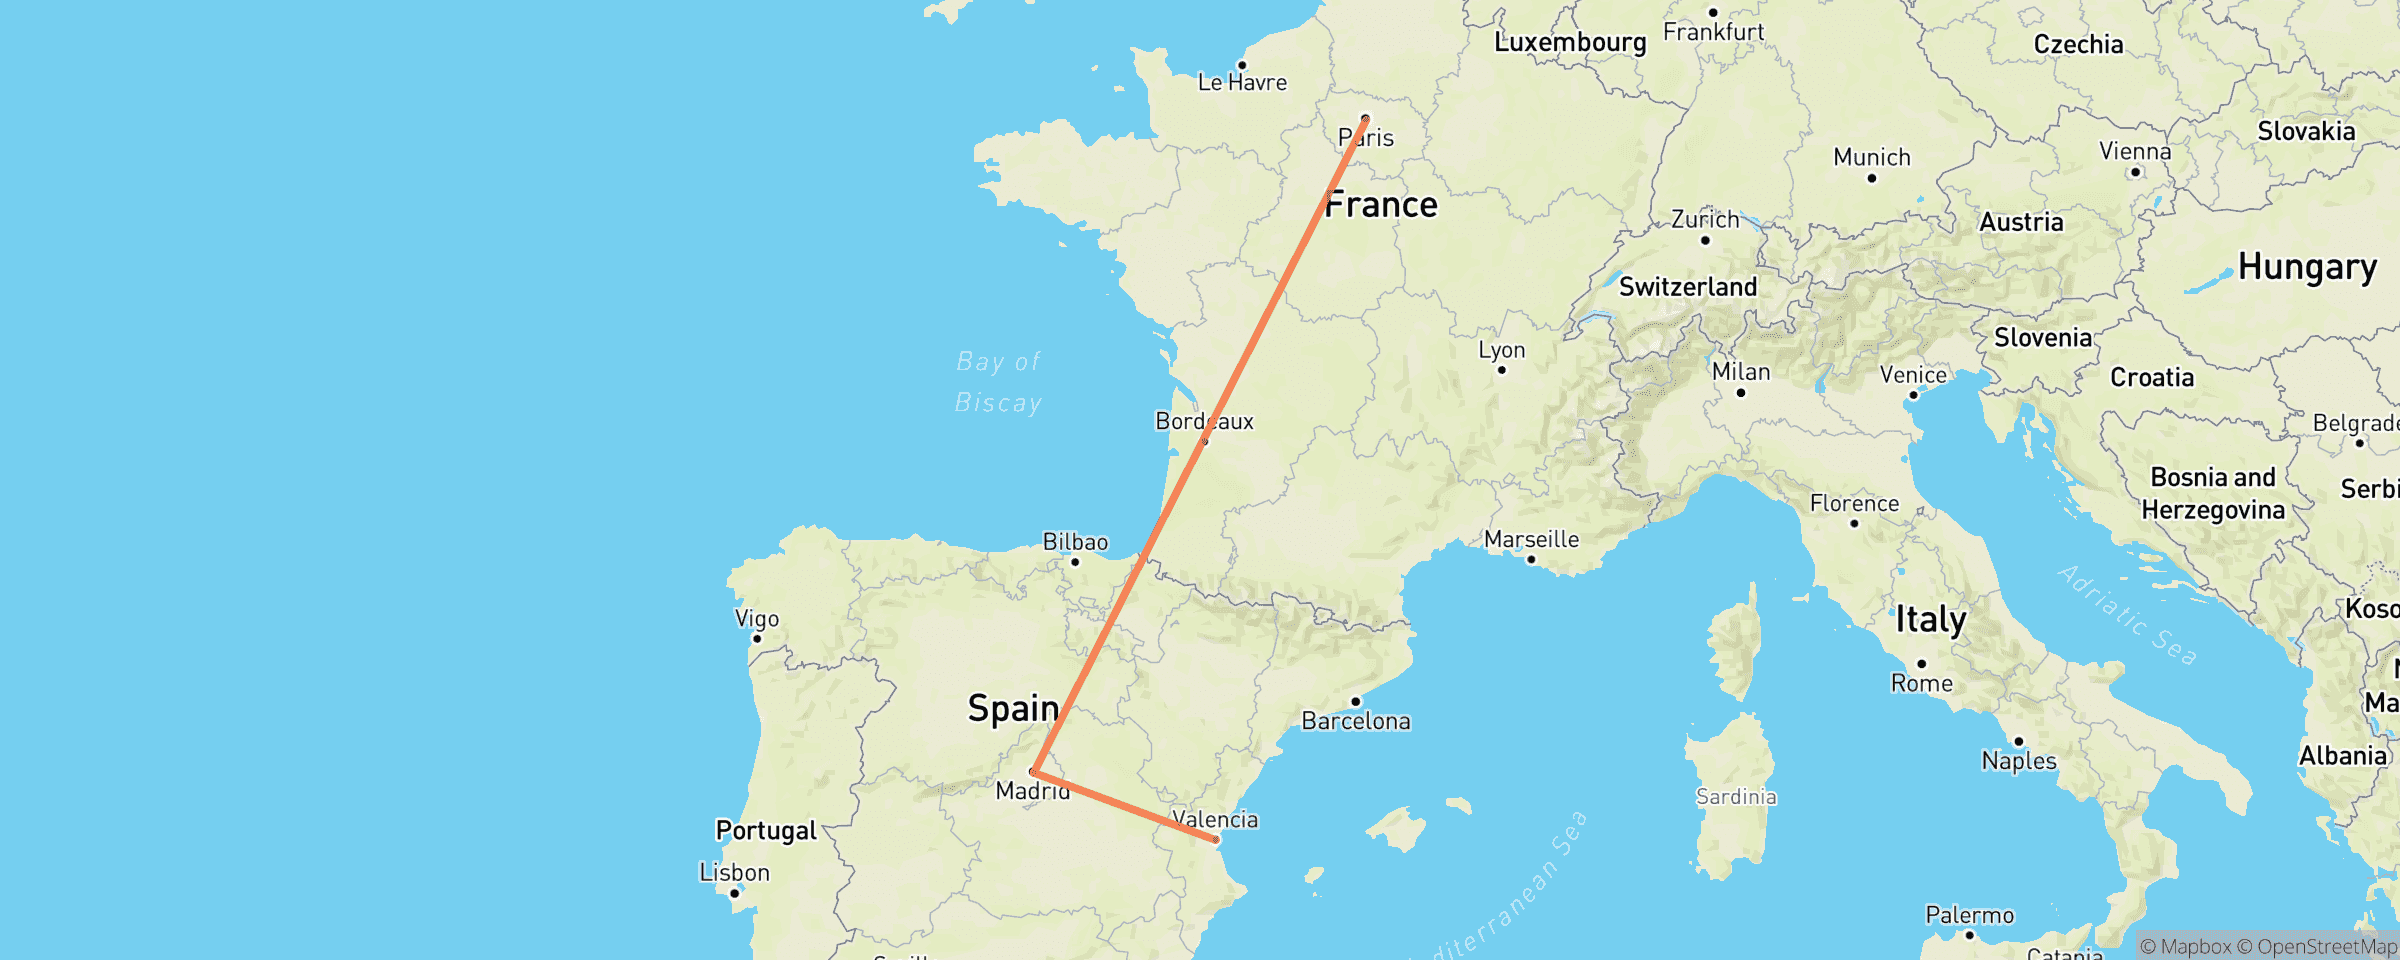 Frankfurt
Luxembourg
Czechia
Le Havre
Paris
Slovakia
Vienna
Munich
France
Zurich
Austria
Hungary
Switzerland
Slovenia
Lyon
Bay of
Biscay
Milan
Venice
Croatia
Bordeaux
Belgrade
Bosnia and
Herzegovina
Serbi
Florence
Marseille
Bilbao
Adriatic Sea
Vigo
Italy
Koso
Rome
Spain
Barcelona
Ma
Naples
Albania
Madrid
Sardinia
Valencia
Portugal
Lisbon
diterranean Sea
Palermo
© Mapbox © OpenStreetMap
Catania